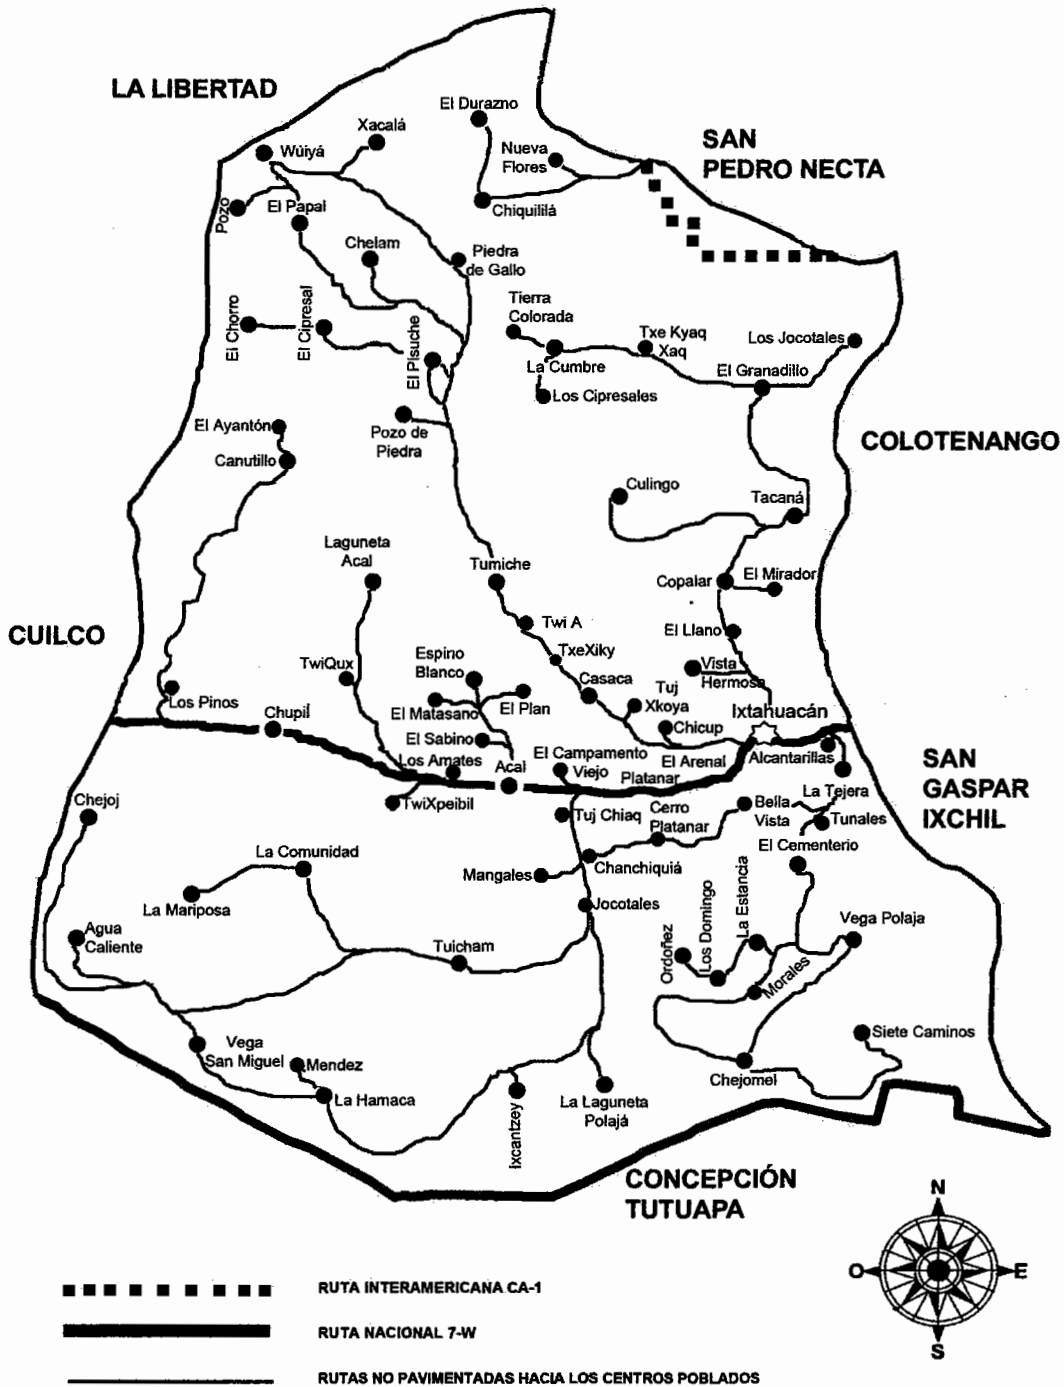 LA LIBERTAD
El Durazno
Xacalá
SAN
PEDRO NECTA
Wúiyá
Nueva
Flores
Pozo
El Papal
Chiquililá
Chelam
Piedra
de Gallo
Tierra
Colorada
El Chorro
El Cipresal
El Pisuche
Txe Kyaq
Xaq
Los Jocotales
La Cumbre
El Granadillo
Los Cipresales
El Ayantón
Pozo de
Piedra
COLOTENANGO
Canutillo
Culingo
Tacaná
Laguneta
Acal
Tumiche
Copalar
El Mirador
CUILCO
Twi A
El Llano
TwiQux
Espino
Blanco
TxeXiky
Vista
Hermosa
Los Pinos
Casaca
Tuj
Xkoya
El Matasano
El Plan
Ixtahuacán
Chupil
El Sabino
Chicup
Los Amates
Acal
El Campamento
Viejo
El Arenal
Platanar
Alcantarillas
SAN
GASPAR
IXCHIL
Chejoj
TwiXpeibil
Tuj Chiaq
Cerro
Platanar
Bella
Vista
La Tejera
Tunales
La Comunidad
El Cementerio
Mangales
Chanchiquiá
La Mariposa
Jocotales
Agua
Caliente
Tuicham
Ordoñez
Los Domingo
La Estancia
Vega Polaja
Morales
Vega
San Miguel
Mendez
Siete Caminos
La Hamaca
Chejomel
Ixcantzey
La Laguneta
Polajá
CONCEPCIÓN
TUTUAPA
N
O
E
S
RUTA INTERAMERICANA CA-1
RUTA NACIONAL 7-W
RUTAS NO PAVIMENTADAS HACIA LOS CENTROS POBLADOS